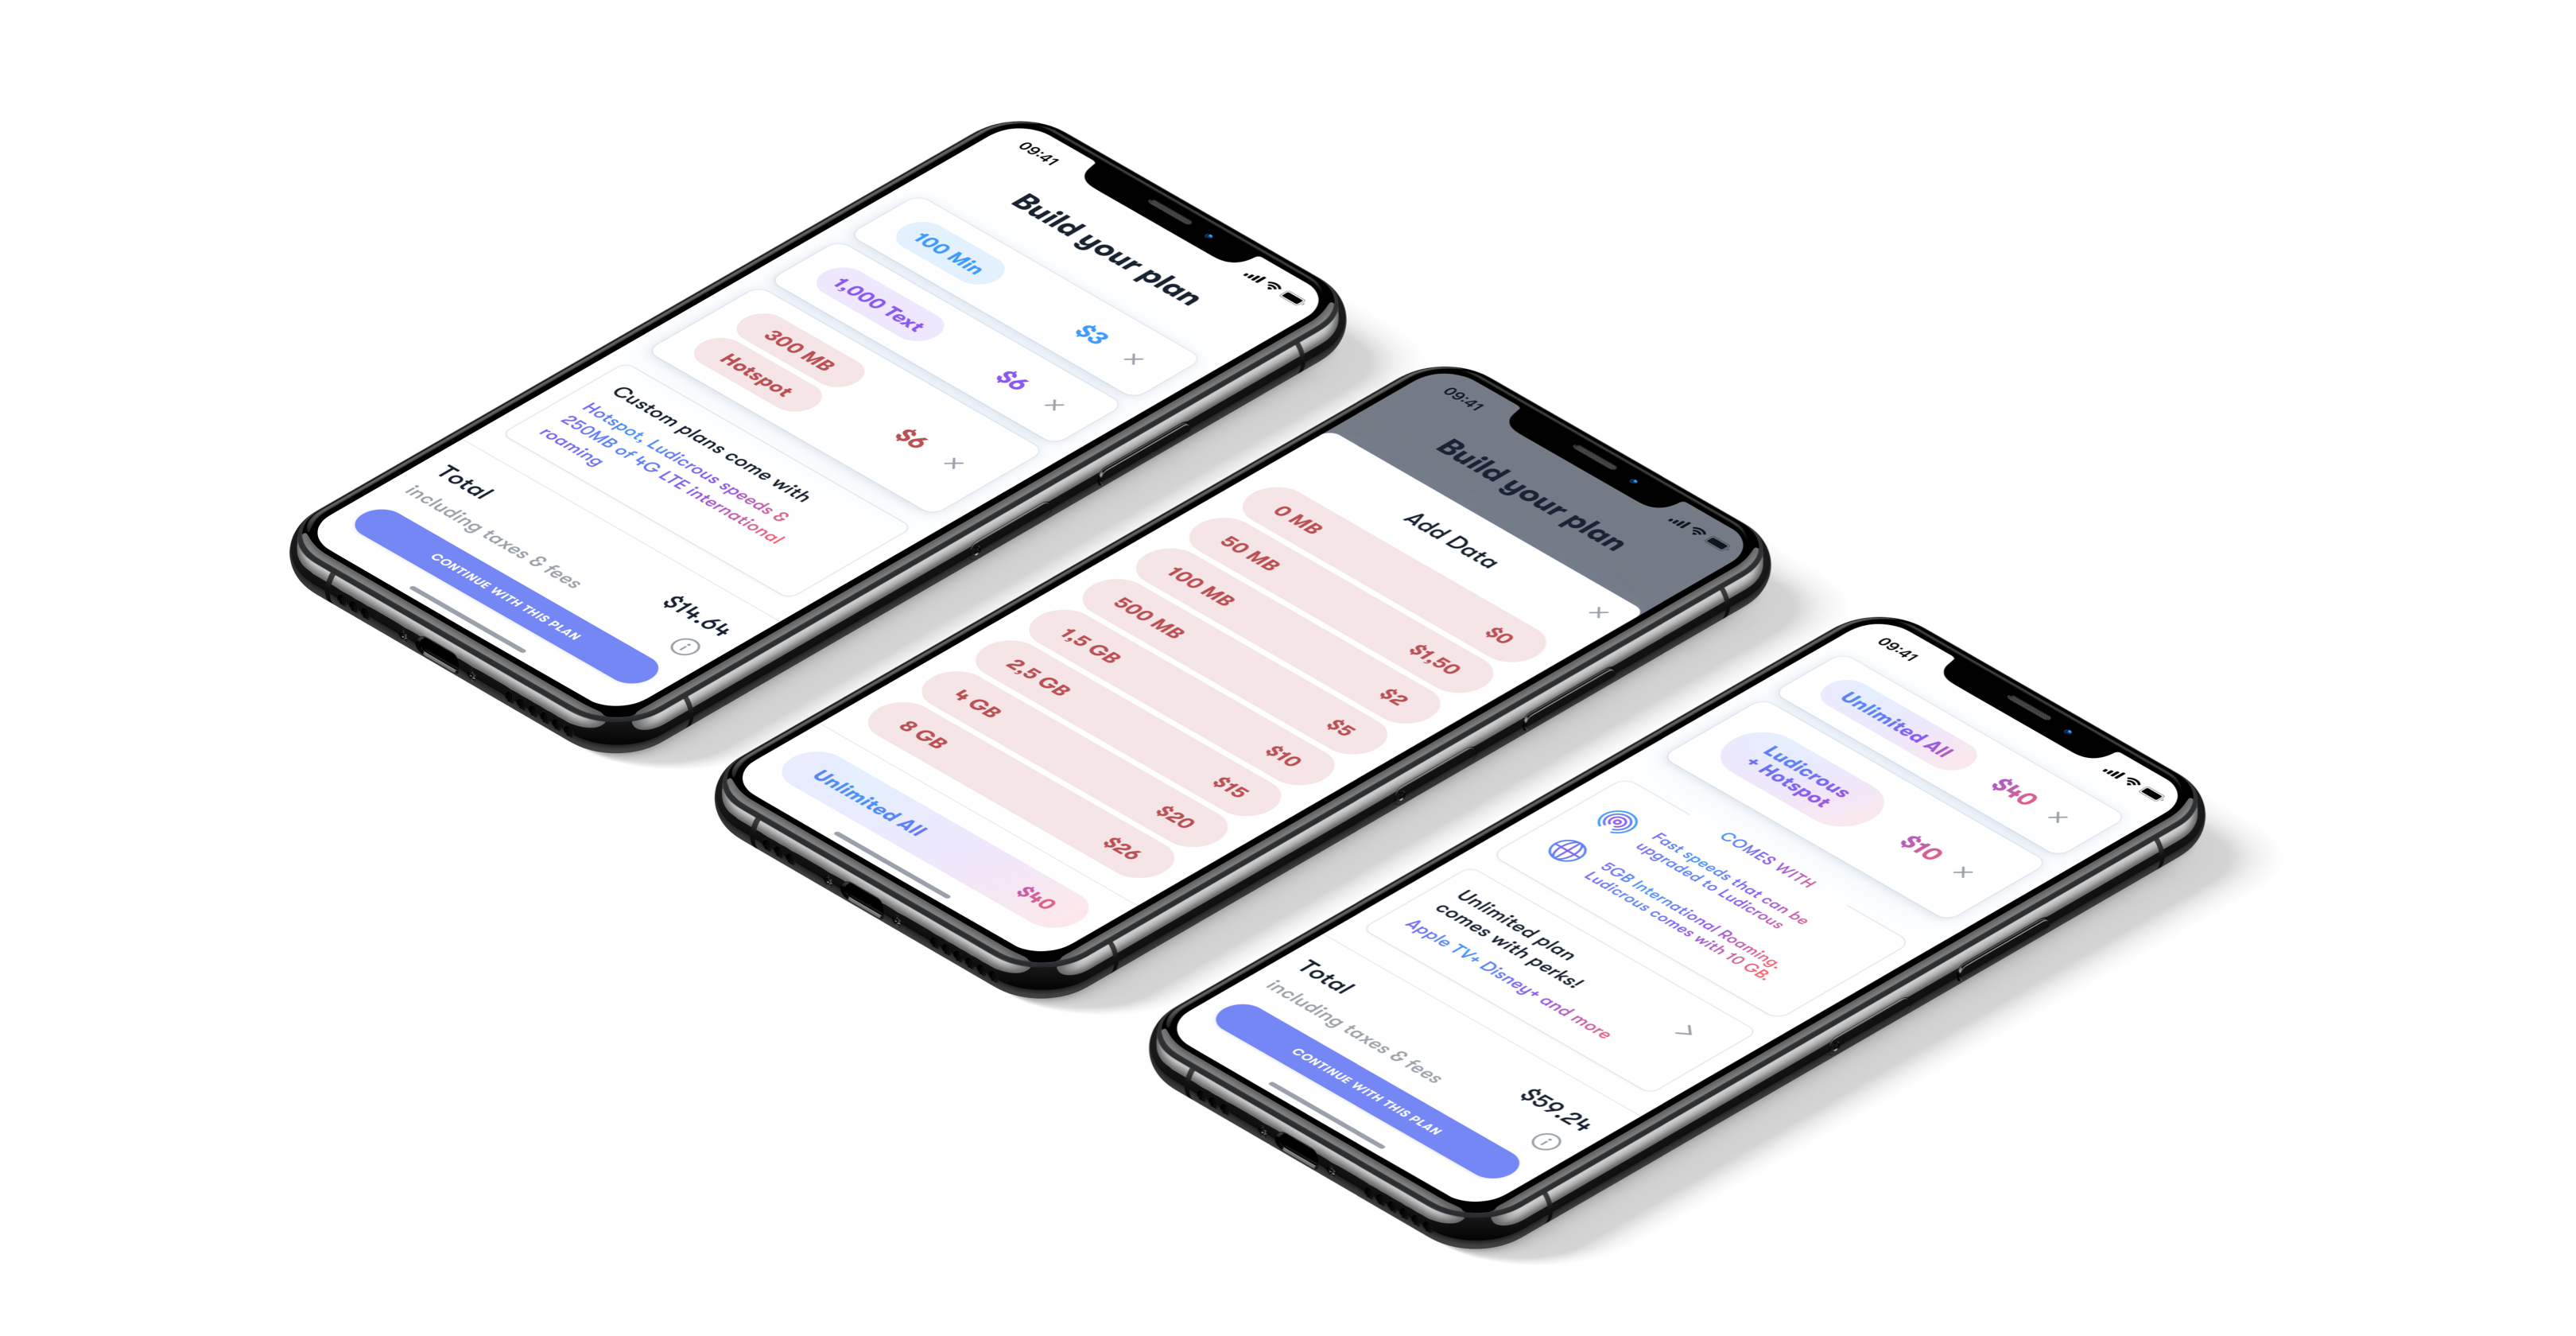 09:41
Build your plan
100 Min
$3
1,000 Text
$6
300 MB
Hotspot
$6
Custom plans come with
Hotspot, Ludicrous speeds &
250MB of 4G LTE international
roaming
Total
$14.64
including taxes & fees
CONTINUE WITH THIS PLAN
09:41
Build your plan
Add Data
0 MB
$0
50 MB
$1,50
100 MB
$2
500 MB
$5
1,5 GB
$10
2,5 GB
$15
4 GB
$20
8 GB
$26
Unlimited All
$40
09:41
Unlimited All
$40
Ludicrous
+ Hotspot
$10
COMES WITH
Fast speeds that can be
upgraded to Ludicrous
5GB International Roaming.
Ludicrous comes with 10 GB.
Unlimited plan
comes with perks!
Apple TV+ Disney+ and more
Total
$59.24
including taxes & fees
CONTINUE WITH THIS PLAN